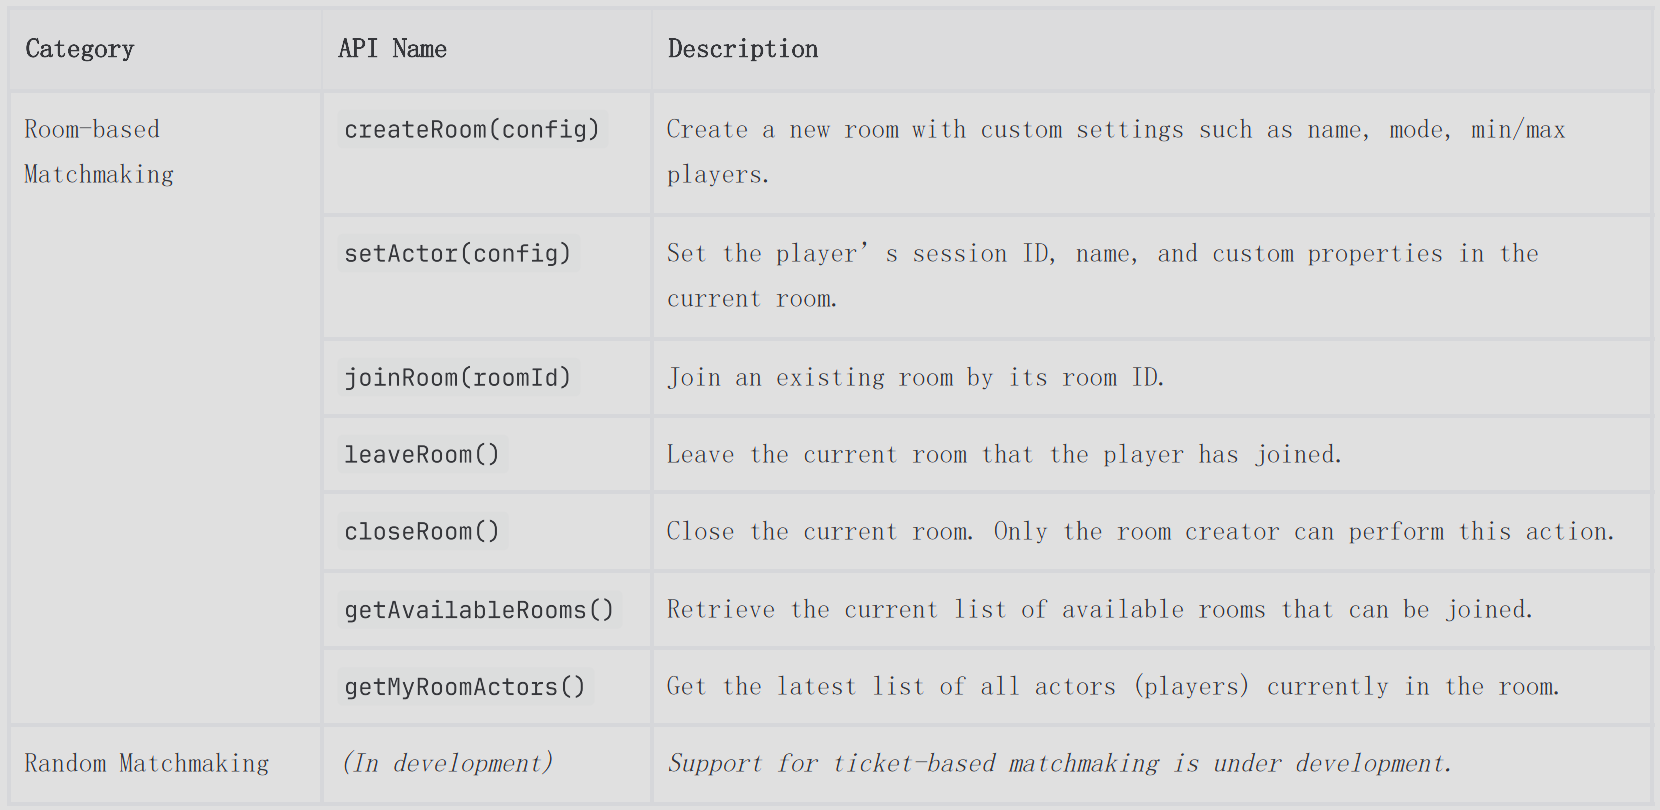 Category API Name Description
Room-based createRoom(config) Create a new room with custom settings such as name, mode, min/max
Matchmaking players.
setActor(config) Set the player’s session ID, name, and custom properties in the
current room.
joinRoom(roomId) Join an existing room by its room ID.
leaveRoom() Leave the current room that the player has joined.
closeRoom() Close the current room. Only the room creator can perform this action.
getAvailableRooms() Retrieve the current list of available rooms that can be joined.
getMyRoomActors() Get the latest list of all actors (players) currently in the room.
Random Matchmaking (In development) Support for ticket-based matchmaking is under development.